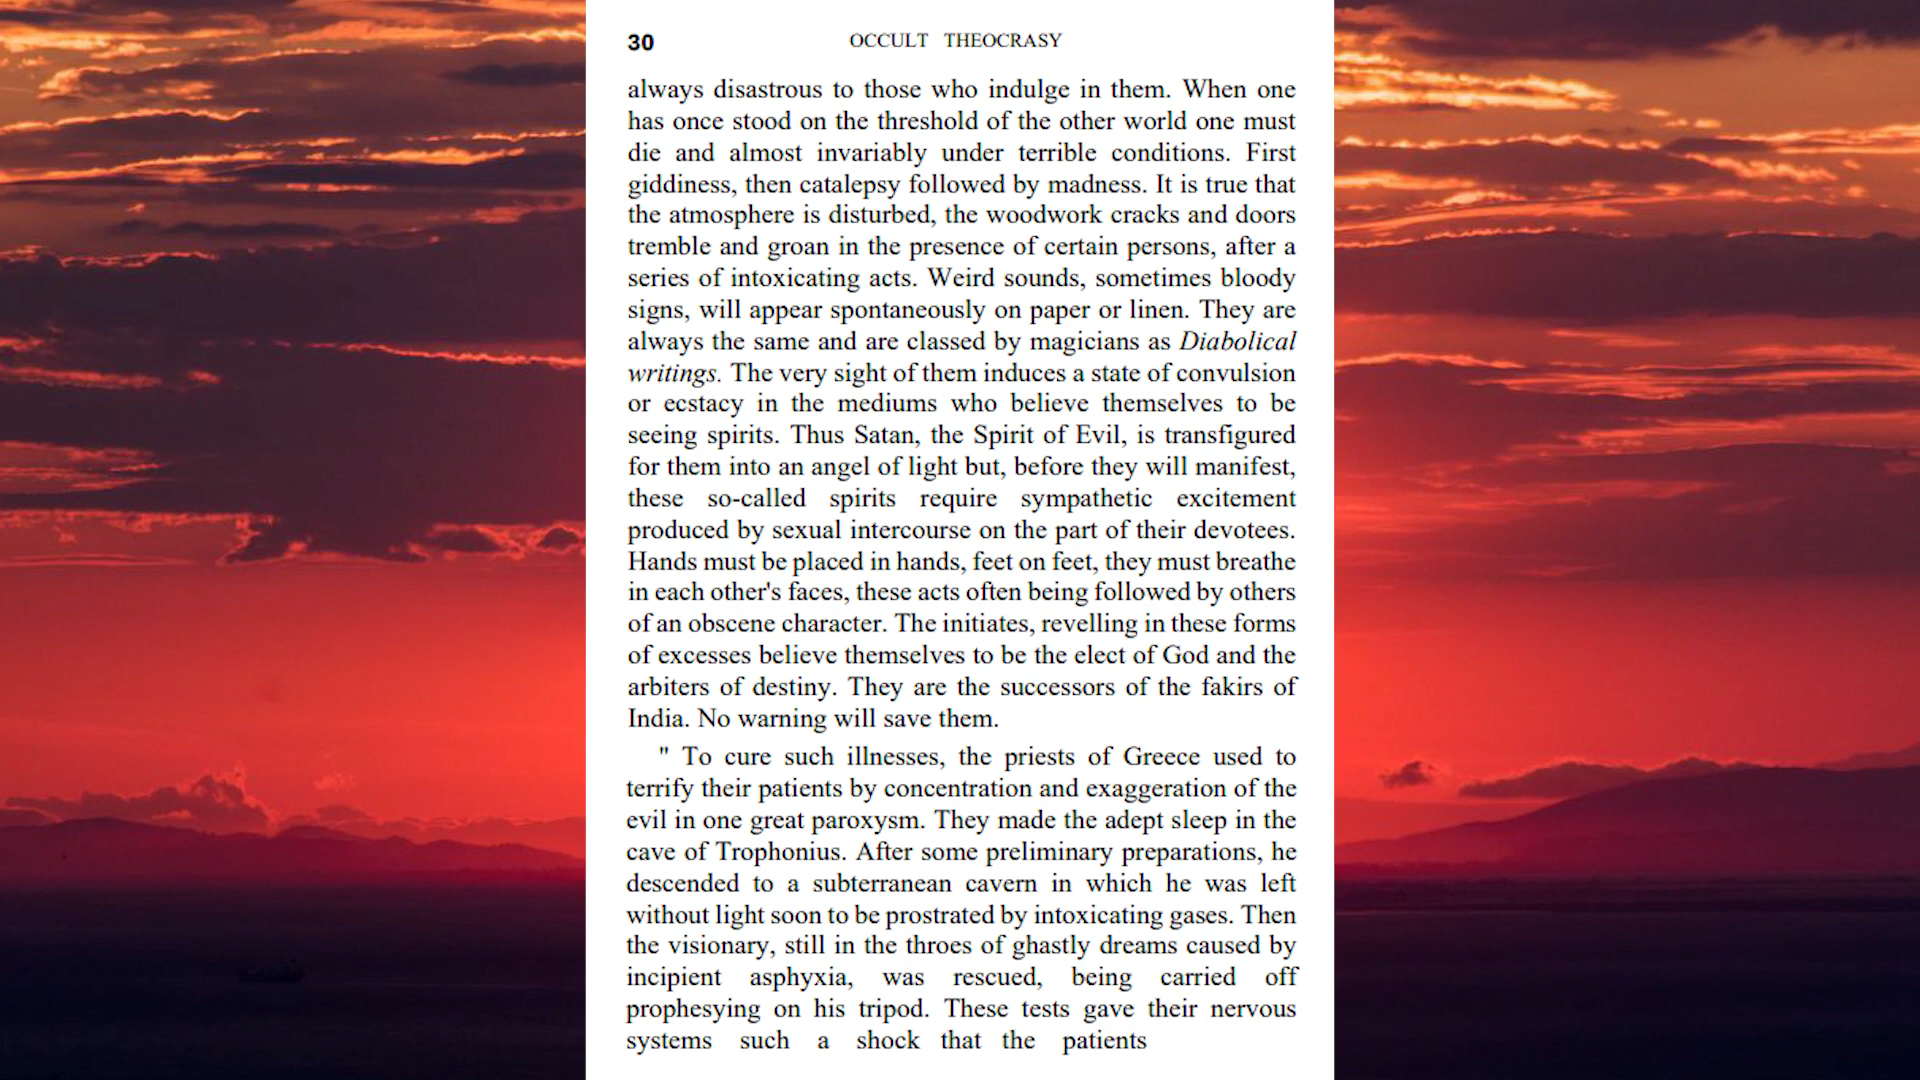 30 OCCULT THEOCRASY
always disastrous to those who indulge in them. When one
has once stood on the threshold of the other world one must
die and almost invariably under terrible conditions. First
giddiness, then catalepsy followed by madness. It is true that
the atmosphere is disturbed, the woodwork cracks and doors
tremble and groan in the presence of certain persons, after a
series of intoxicating acts. Weird sounds, sometimes bloody
signs, will appear spontaneously on paper or linen. They are
always the same and are classed by magicians as Diabolical
writings. The very sight of them induces a state of convulsion
or ecstacy in the mediums who believe themselves to be
seeing spirits. Thus Satan, the Spirit of Evil, is transfigured
for them into an angel of light but, before they will manifest,
these so-called spirits require sympathetic excitement
produced by sexual intercourse on the part of their devotees.
Hands must be placed in hands, feet on feet, they must breathe
in each other's faces, these acts often being followed by others
of an obscene character. The initiates, revelling in these forms
of excesses believe themselves to be the elect of God and the
arbiters of destiny. They are the successors of the fakirs of
India. No warning will save them.
" To cure such illnesses, the priests of Greece used to
terrify their patients by concentration and exaggeration of the
evil in one great paroxysm. They made the adept sleep in the
cave of Trophonius. After some preliminary preparations, he
descended to a subterranean cavern in which he was left
without light soon to be prostrated by intoxicating gases. Then
the visionary, still in the throes of ghastly dreams caused by
incipient asphyxia, was rescued, being carried off
prophesying on his tripod. These tests gave their nervous
systems such a shock that the patients